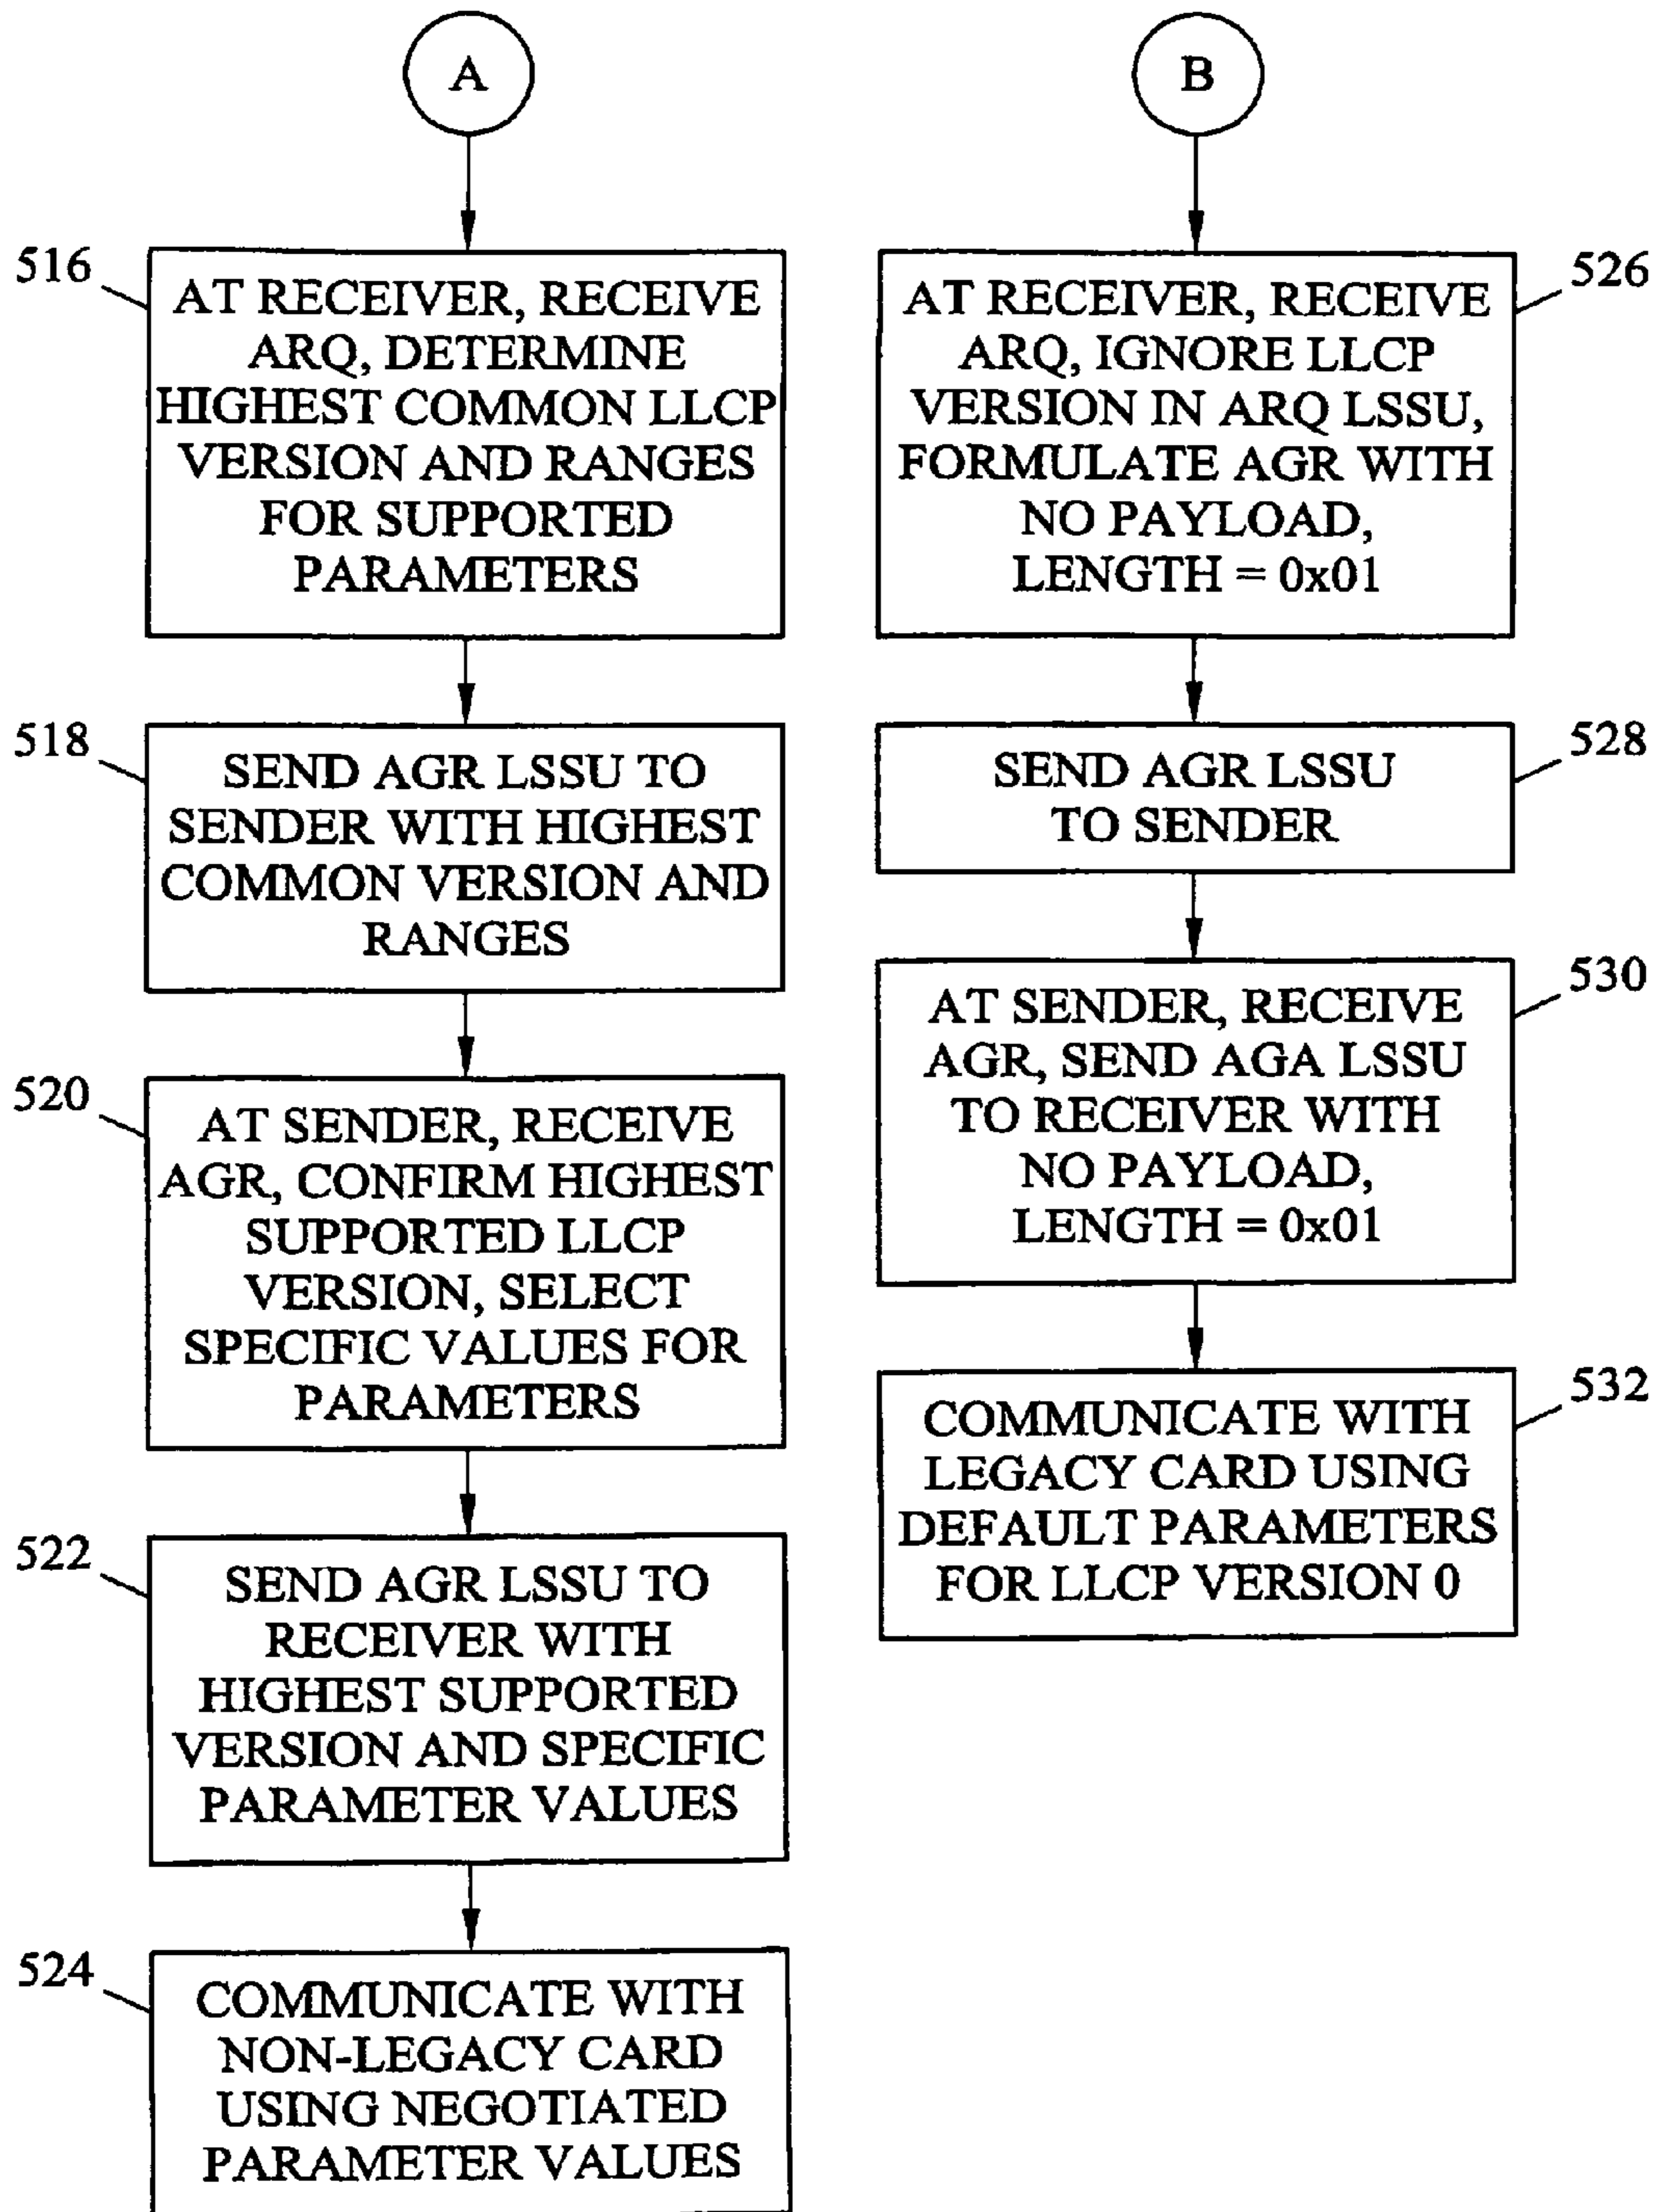 A
516
AT RECEIVER, RECEIVE
ARQ, DETERMINE
HIGHEST COMMON LLCP
VERSION AND RANGES
FOR SUPPORTED
PARAMETERS
518
SEND AGR LSSU TO
SENDER WITH HIGHEST
COMMON VERSION AND
RANGES
520
AT SENDER, RECEIVE
AGR, CONFIRM HIGHEST
SUPPORTED LLCP
VERSION, SELECT
SPECIFIC VALUES FOR
PARAMETERS
522
SEND AGR LSSU TO
RECEIVER WITH
HIGHEST SUPPORTED
VERSION AND SPECIFIC
PARAMETER VALUES
524
COMMUNICATE WITH
NON-LEGACY CARD
USING NEGOTIATED
PARAMETER VALUES
B
526
AT RECEIVER, RECEIVE
ARQ, IGNORE LLCP
VERSION IN ARQ LSSU,
FORMULATE AGR WITH
NO PAYLOAD,
LENGTH = 0x01
528
SEND AGR LSSU
TO SENDER
530
AT SENDER, RECEIVE
AGR, SEND AGA LSSU
TO RECEIVER WITH
NO PAYLOAD,
LENGTH = 0x01
532
COMMUNICATE WITH
LEGACY CARD USING
DEFAULT PARAMETERS
FOR LLCP VERSION 0